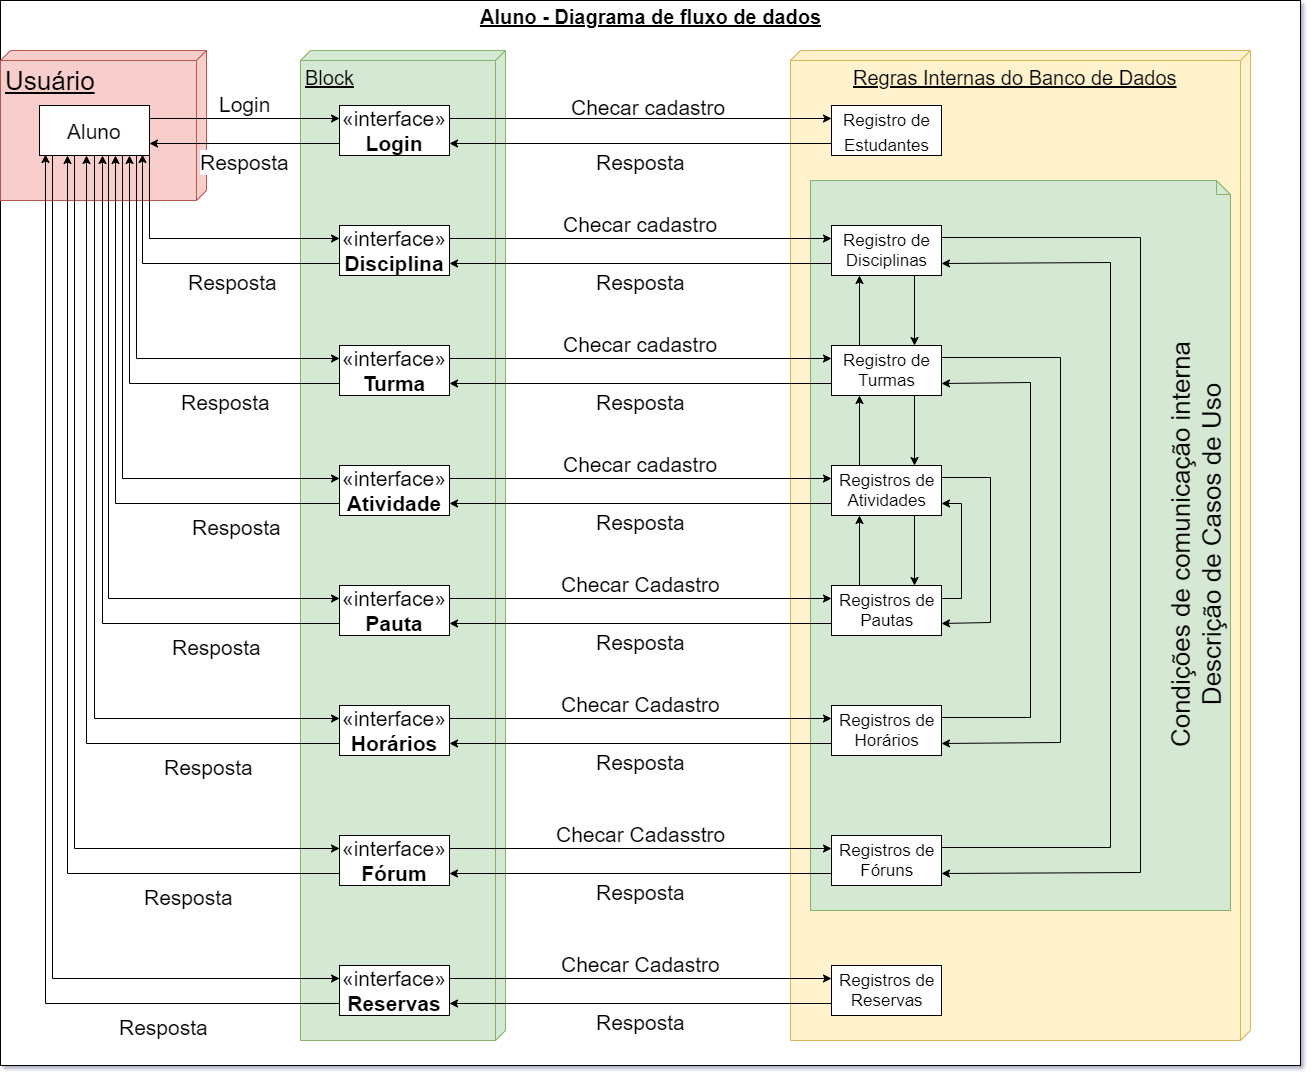 Aluno - Diagrama de fluxo de dados
Usuário
Block
Regras Internas do Banco de Dados
Aluno
Login
Resposta
«interface»
Login
Checar cadastro
Resposta
Registro de
Estudantes
Resposta
«interface»
Disciplina
Checar cadastro
Resposta
Registro de
Disciplinas
Resposta
«interface»
Turma
Checar cadastro
Resposta
Registro de
Turmas
Resposta
«interface»
Atividade
Checar cadastro
Resposta
Registros de
Atividades
Resposta
«interface»
Pauta
Checar Cadastro
Resposta
Registros de
Pautas
Resposta
«interface»
Horários
Checar Cadastro
Resposta
Registros de
Horários
Resposta
«interface»
Fórum
Checar Cadasstro
Resposta
Registros de
Fóruns
Resposta
«interface»
Reservas
Checar Cadastro
Resposta
Registros de
Reservas
Condições de comunicação interna
Descrição de Casos de Uso